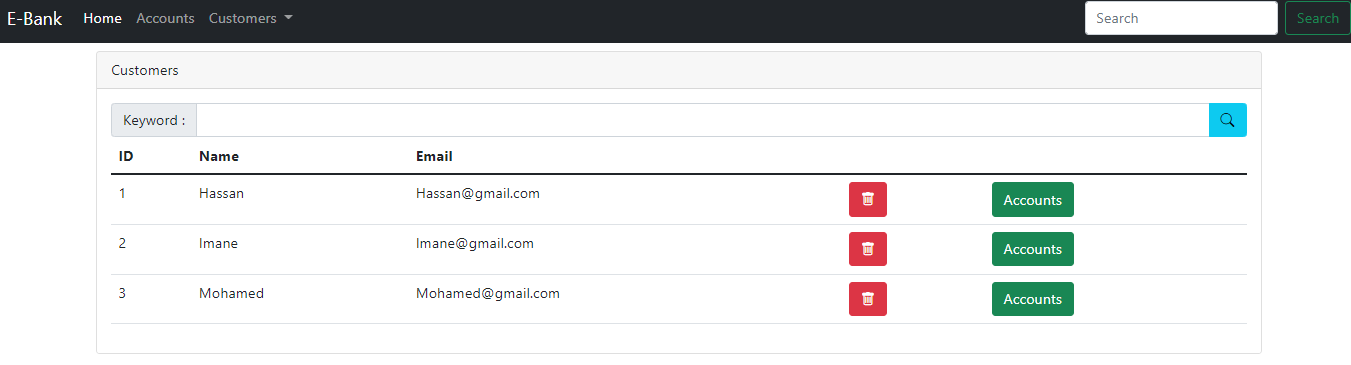 E-Bank Home Accounts Customers Search Search
Customers
Keyword :
ID Name Email
1 Hassan Hassan@gmail.com Accounts
2 Imane Imane@gmail.com Accounts
3 Mohamed Mohamed@gmail.com Accounts